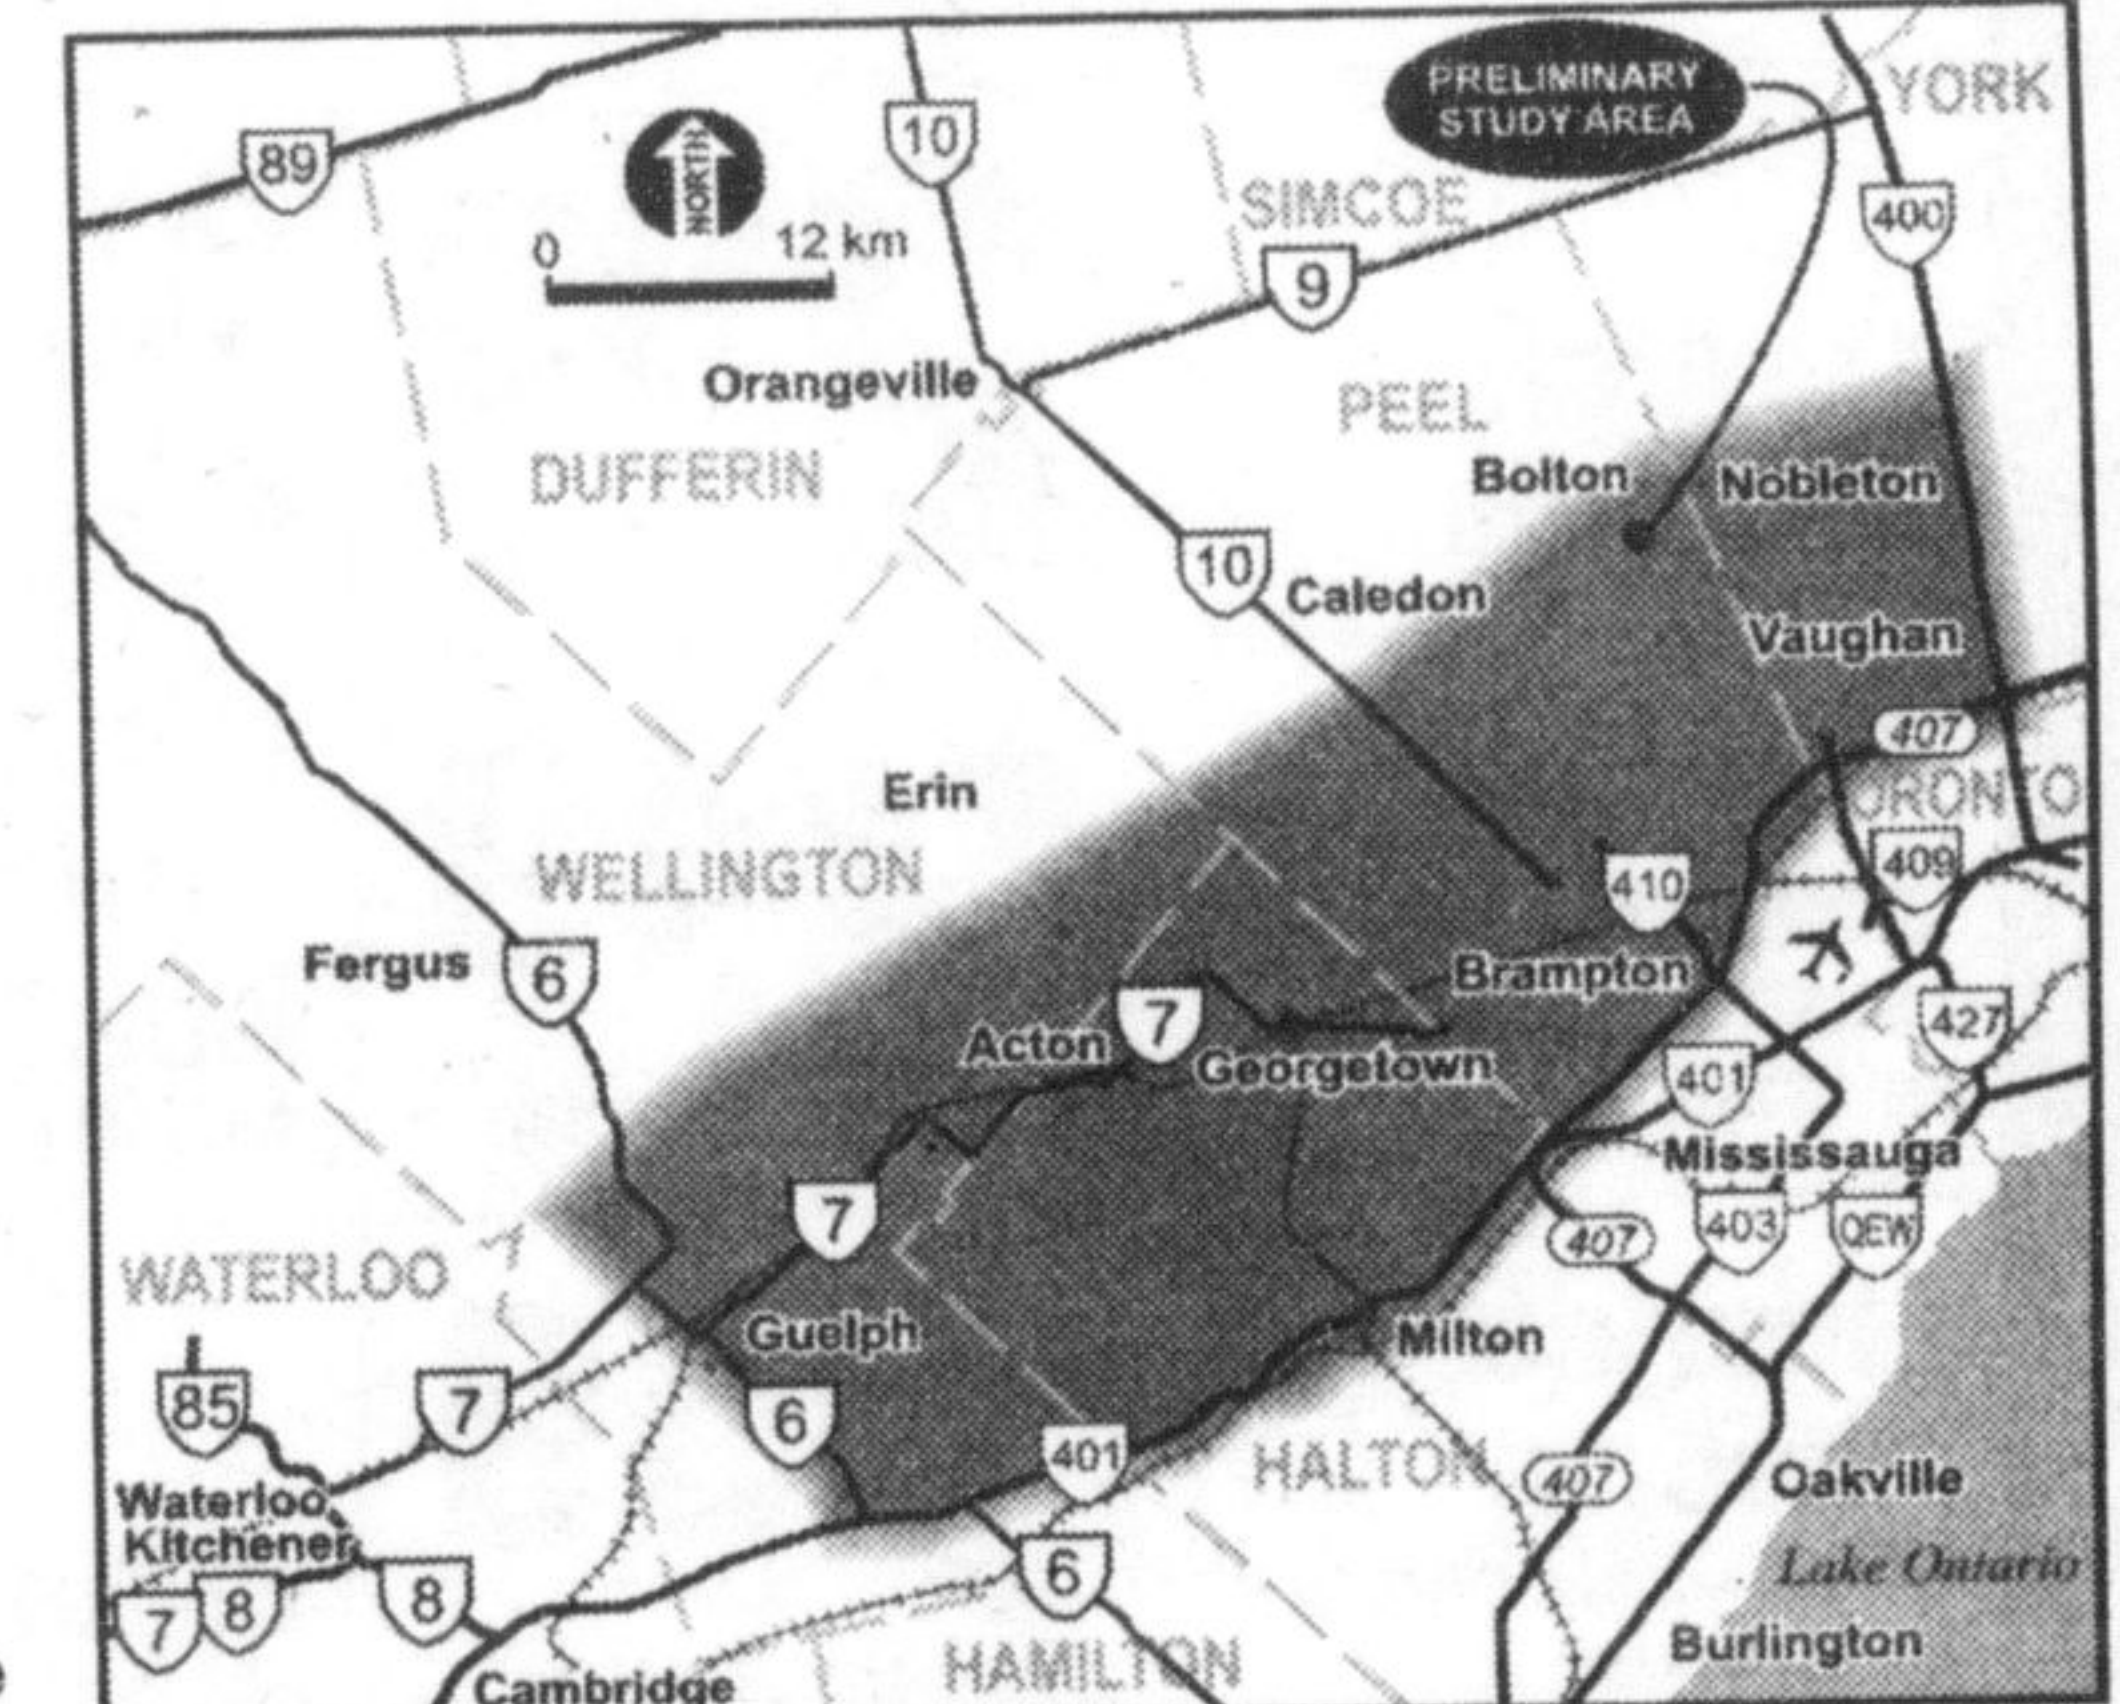 PRELIMINARY
STUDY AREA
YORK
89
10
NORTH
0 12 km
400
SIMCOE
9
Orangeville
PEEL
DUFFERIN
Bolton
Nobleton
10
Caledon
Vaughan
407
Erin
TORONTO
409
WELLINGTON
410
Fergus
6
Brampton
7
427
Acton
Georgetown
401
Mississauga
7
403
QEW
407
WATERLOO
Guelph
Milton
85
7
6
401
HALTON
407
Oakville
Waterloo
Kitchener
Lake Ontario
7
8
8
6
Burlington
HAMILTON
Cambridge